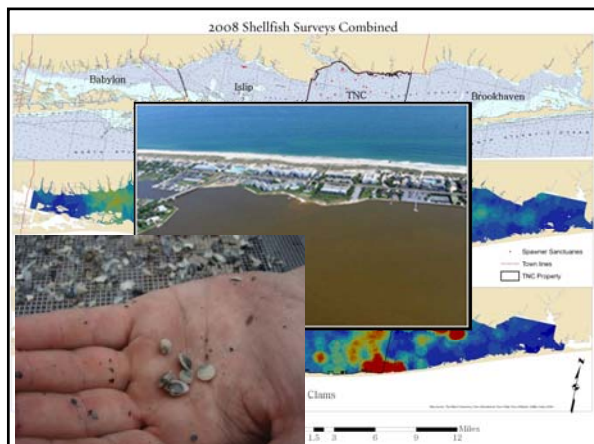 2008 Shellfish Surveys Combined
Babylon
Islip
TNC
Brookhaven
Spawner Sanctuaries
Town lines
TNC Property
Clams
Miles
1.5 3 6 9 12